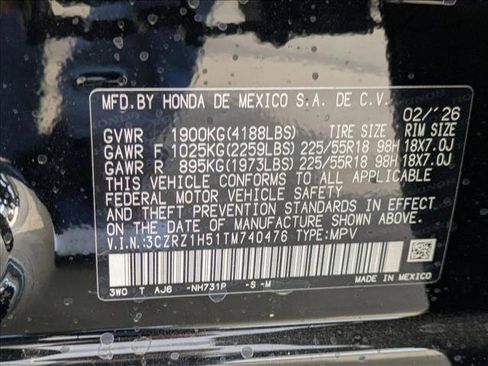 MFD.BY HONDA DE MEXICO S.A. DE C.V.
02/'26
GVWR 1900KG(4188LBS) TIRE SIZE RIM SIZE
GAWR F 1025KG(2259LBS) 225/55R18 98H 18X7.0J
GAWR R 895KG(1973LBS) 225/55R18 98H 18X7.0J
THIS VEHICLE CONFORMS TO ALL APPLICABLE
FEDERAL MOTOR VEHICLE SAFETY
AND THEFT PREVENTION STANDARDS IN EFFECT
ON THE DATE OF MANUFACTURE SHOWN ABOVE.
V.I.N.:3CZRZ1H51TM740476 TYPE:MPV
3WO T AJ6 -NH731P -S-M
MADE IN MEXICO